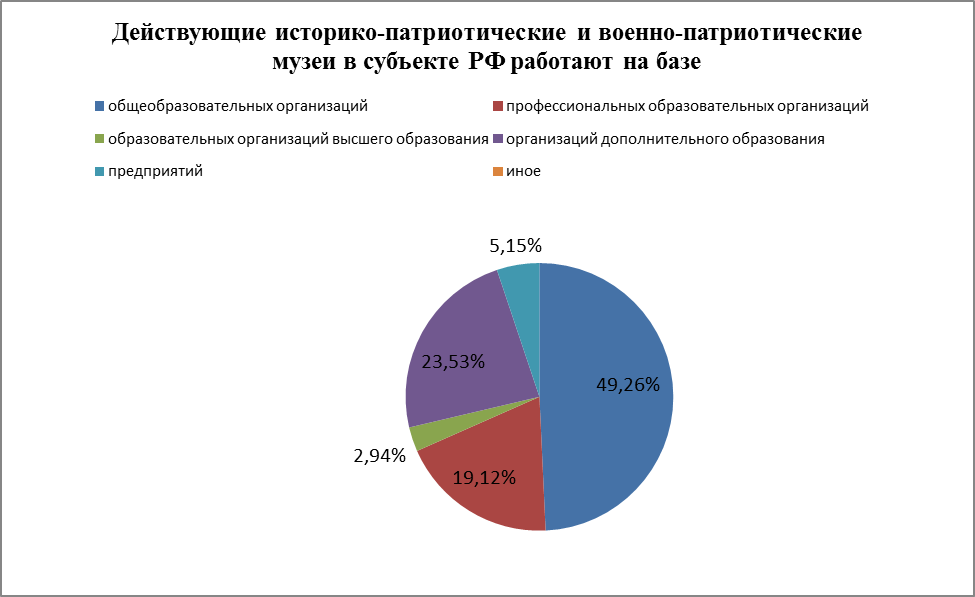 Действующие историко-патриотические и военно-патриотические
музеи в субъекте РФ работают на базе
общеобразовательных организаций
профессиональных образовательных организаций
образовательных организаций высшего образования
организаций дополнительного образования
предприятий
иное
5,15%
23,53%
49,26%
2,94%
19,12%